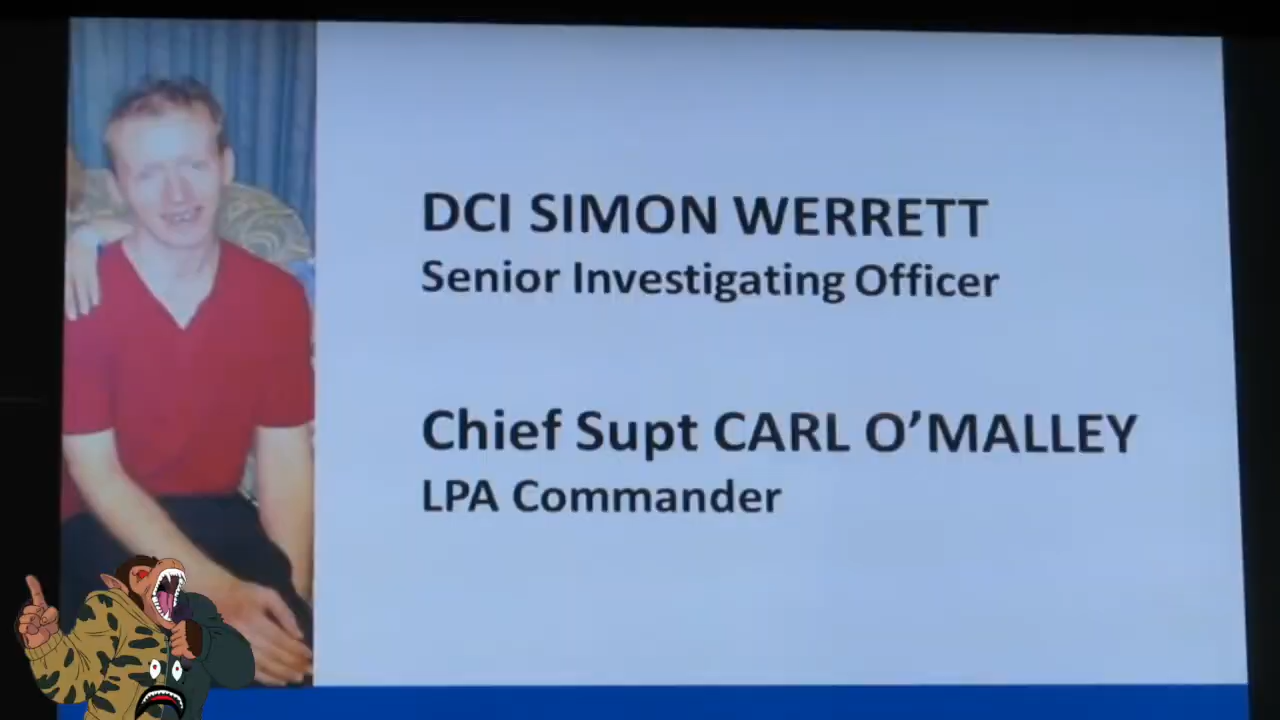 DCI SIMON WERRETT
Senior Investigating Officer
Chief Supt CARL O’MALLEY
LPA Commander